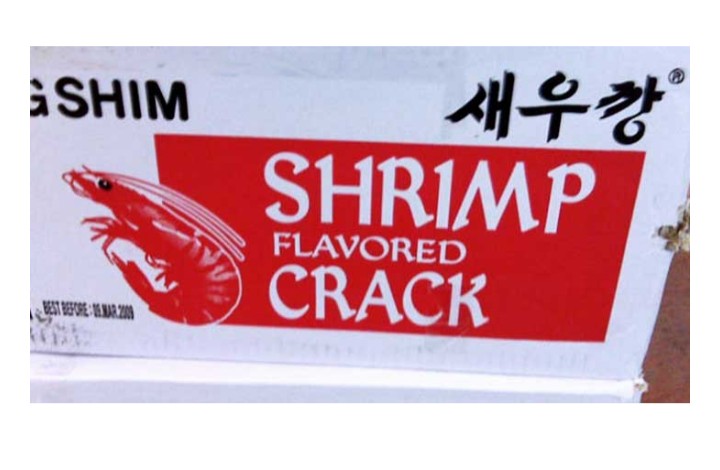 GSHIM
새우깡®
SHRIMP
FLAVORED
CRACK
BEST BEFORE : 05.MAR.2009